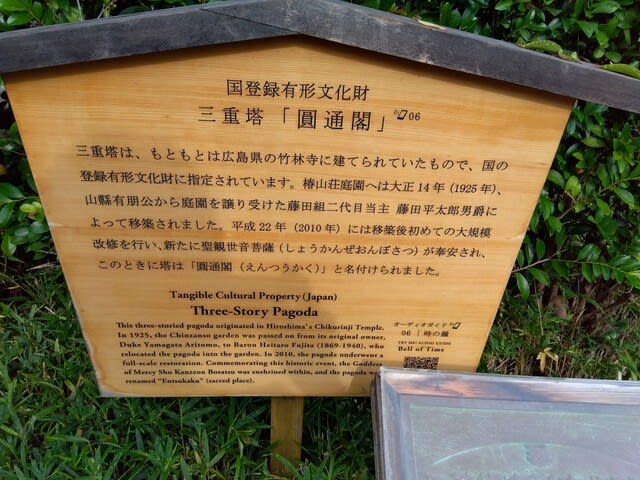 国登録有形文化財
三重塔「圓通閣」06
三重塔は、もともとは広島県の竹林寺に建てられていたもので、国の
登録有形文化財に指定されています。椿山荘庭園へは大正14年（1925年）、
山縣有朋公から庭園を譲り受けた藤田組二代目当主 藤田平太郎男爵に
よって移築されました。平成22年（2010年）には移築後初めての大規模
改修を行い、新たに聖観世音菩薩（しょうかんぜおんぼさつ）が奉安され、
このときに塔は「圓通閣（えんつうかく）」と名付けられました。
Tangible Cultural Property (Japan)
Three-Story Pagoda
This three-storied pagoda originated in Hiroshima's Chikurinji Temple.
In 1925, the Chinzanso garden was passed on from its original owner,
Duke Yamagata Aritomo, to Baron Heitaro Fujita (1869-1940), who
relocated the pagoda into the garden. In 2010, the pagoda underwent a
full-scale restoration. Commemorating this historic event, the Goddess
of Mercy Sho Kanzeon Bosatsu was enshrined within, and the pagoda was
renamed "Entsukaku" (sacred place).
オーディオガイド
06 ｜時の鐘
TRY ME! AUDIO GUIDE
Bell of Time